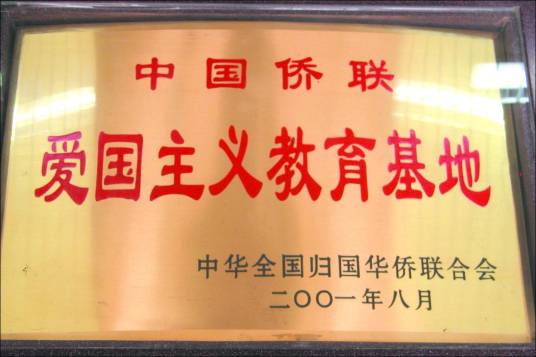 中国侨联
爱国主义教育基地
中华全国归国华侨联合会
二〇〇一年八月